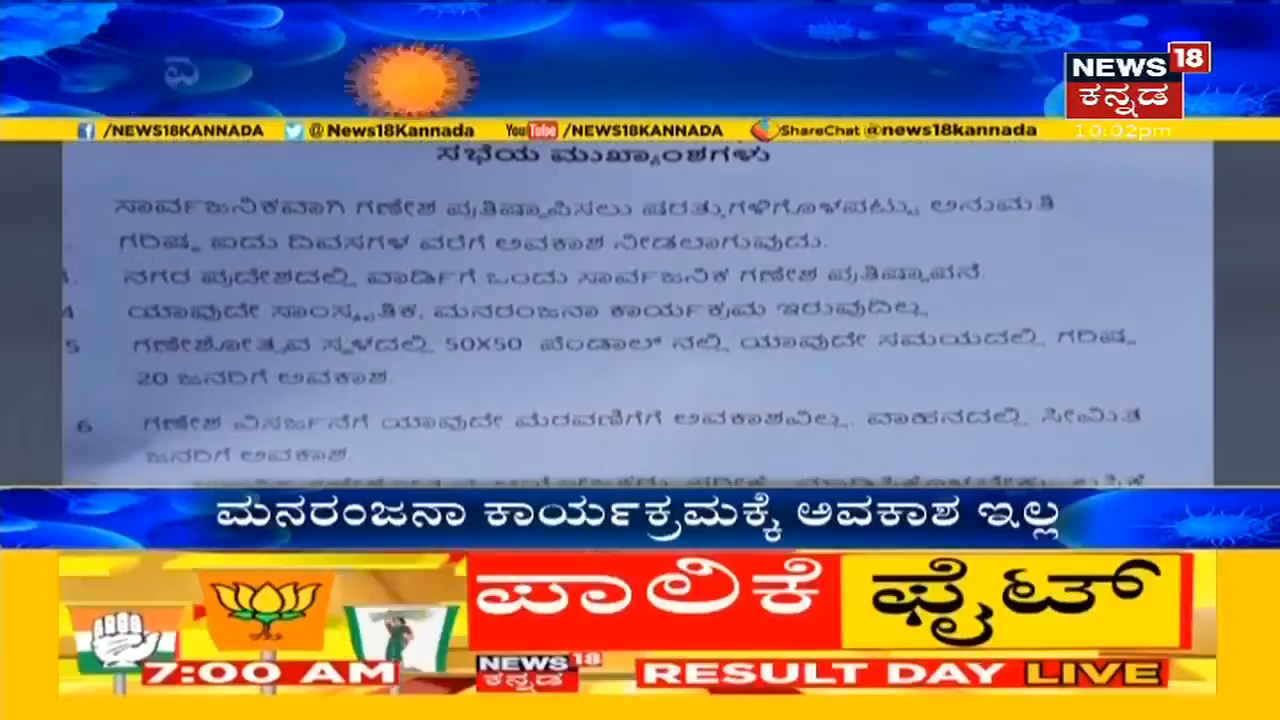 ಏ
NEWS 18
ಕನ್ನಡ
/NEWS18KANNADA @News18Kannada YouTube /NEWS18KANNADA ShareChat @news18kannada
10:02pm
ಸಭೆಯ ಮುಖ್ಯಾಂಶಗಳು
ಸಾರ್ವಜನಿಕವಾಗಿ ಗಣೇಶ ಪ್ರತಿಷ್ಠಾಪಿಸಲು ಷರತ್ತುಗಳಿಗೊಳಪಟ್ಟು ಅನುಮತಿ
ಗರಿಷ್ಠ ಐದು ದಿವಸಗಳ ವರೆಗೆ ಅವಕಾಶ ನೀಡಲಾಗುವುದು.
ನಗರ ಪ್ರದೇಶದಲ್ಲಿ ವಾರ್ಡಿಗೆ ಒಂದು ಸಾರ್ವಜನಿಕ ಗಣೇಶ ಪ್ರತಿಷ್ಠಾಪನೆ.
4 ಯಾವುದೇ ಸಾಂಸ್ಕೃತಿಕ, ಮನರಂಜನಾ ಕಾರ್ಯಕ್ರಮ ಇರುವುದಿಲ್ಲ
5 ಗಣೇಶೋತ್ಸವ ಸ್ಥಳದಲ್ಲಿ 50X50 ಪೆಂಡಾಲ್ ನಲ್ಲಿ ಯಾವುದೇ ಸಮಯದಲ್ಲಿ ಗರಿಷ್ಠ
20 ಜನರಿಗೆ ಅವಕಾಶ.
6 ಗಣೇಶ ವಿಸರ್ಜನೆಗೆ ಯಾವುದೇ ಮೆರವಣಿಗೆಗೆ ಅವಕಾಶವಿಲ್ಲ. ವಾಹನದಲ್ಲಿ ಸೀಮಿತ
ಜನರಿಗೆ ಅವಕಾಶ.
ಮನರಂಜನಾ ಕಾರ್ಯಕ್ರಮಕ್ಕೆ ಅವಕಾಶ ಇಲ್ಲ
ಪಾಲಿಕೆ ಫೈಟ್
7:00 AM NEWS 18 ಕನ್ನಡ RESULT DAY LIVE